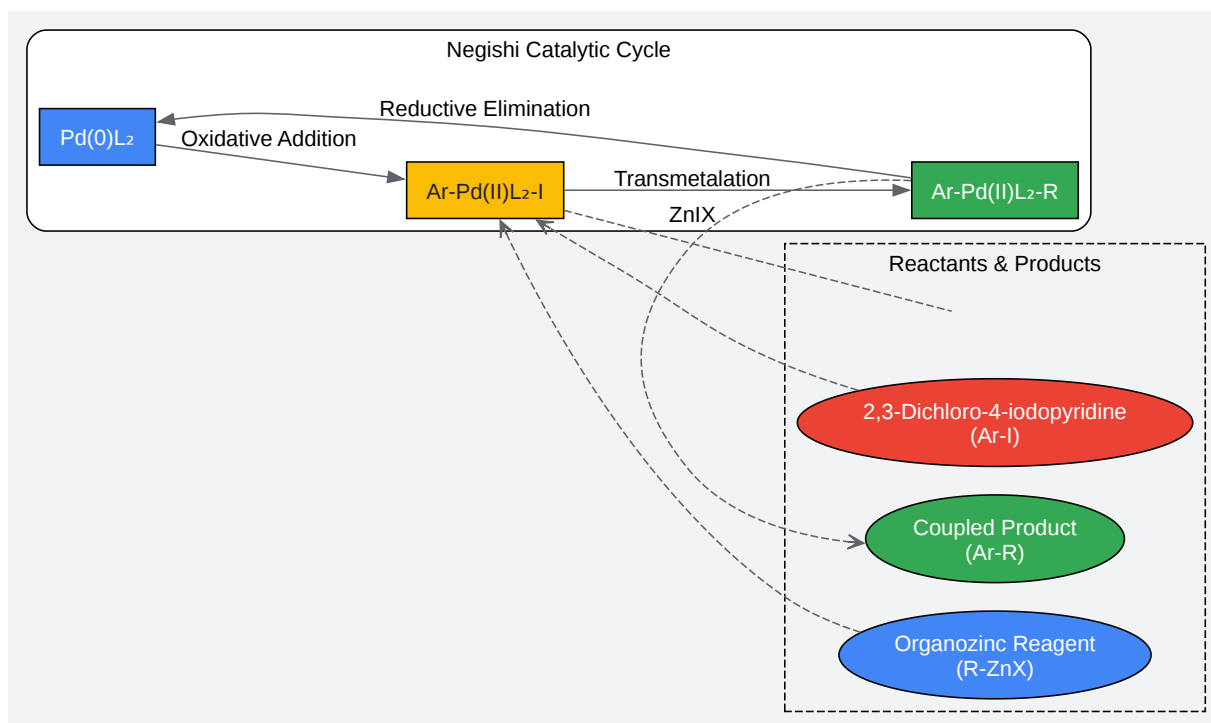 Negishi Catalytic Cycle
Reductive Elimination
Pd(0)L₂
Oxidative Addition
Transmetalation
Ar-Pd(II)L₂-I
Ar-Pd(II)L₂-R
ZnIX
Reactants & Products
2,3-Dichloro-4-iodopyridine
(Ar-I)
Coupled Product
(Ar-R)
Organozinc Reagent
(R-ZnX)